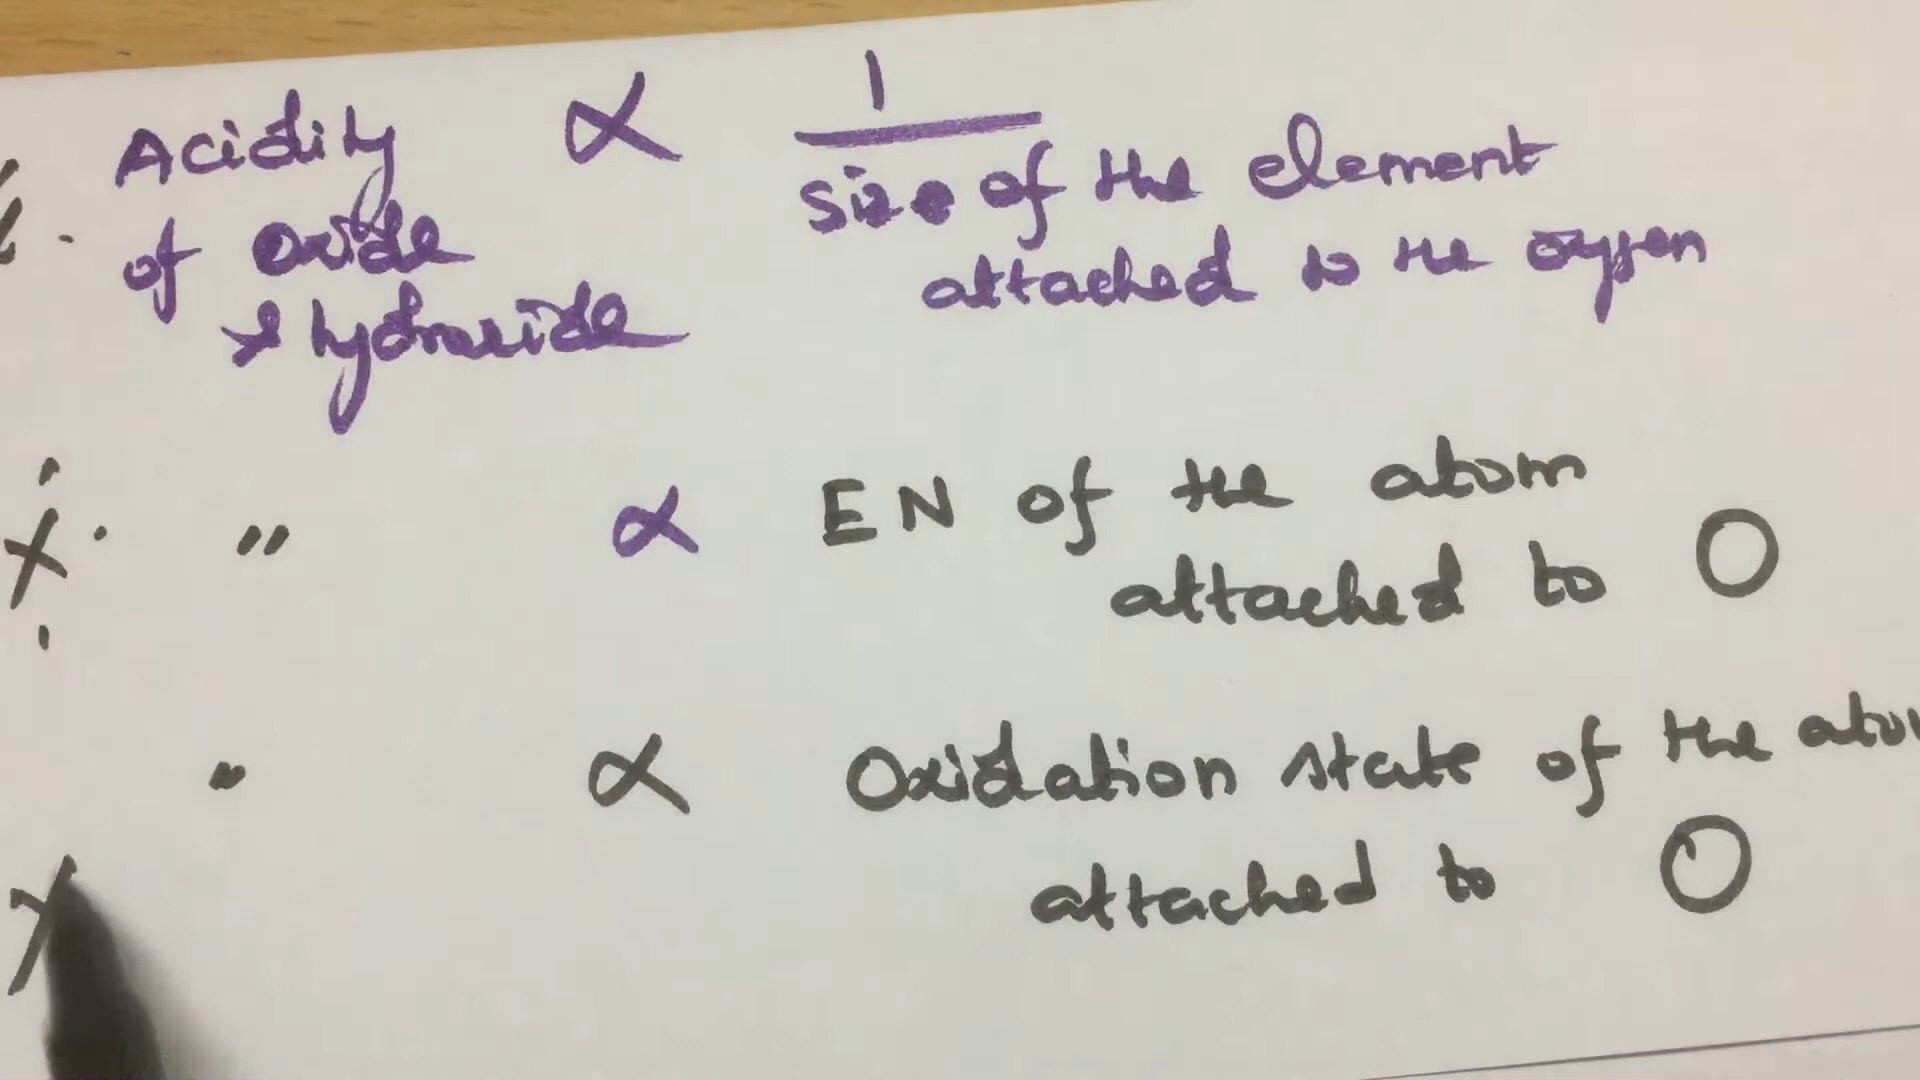 Acidity ∝ 1
size of the element
of oxide attached to the oxygen
& hydroxide
" ∝ EN of the atom
attached to O
" ∝ Oxidation state of the
attached to O